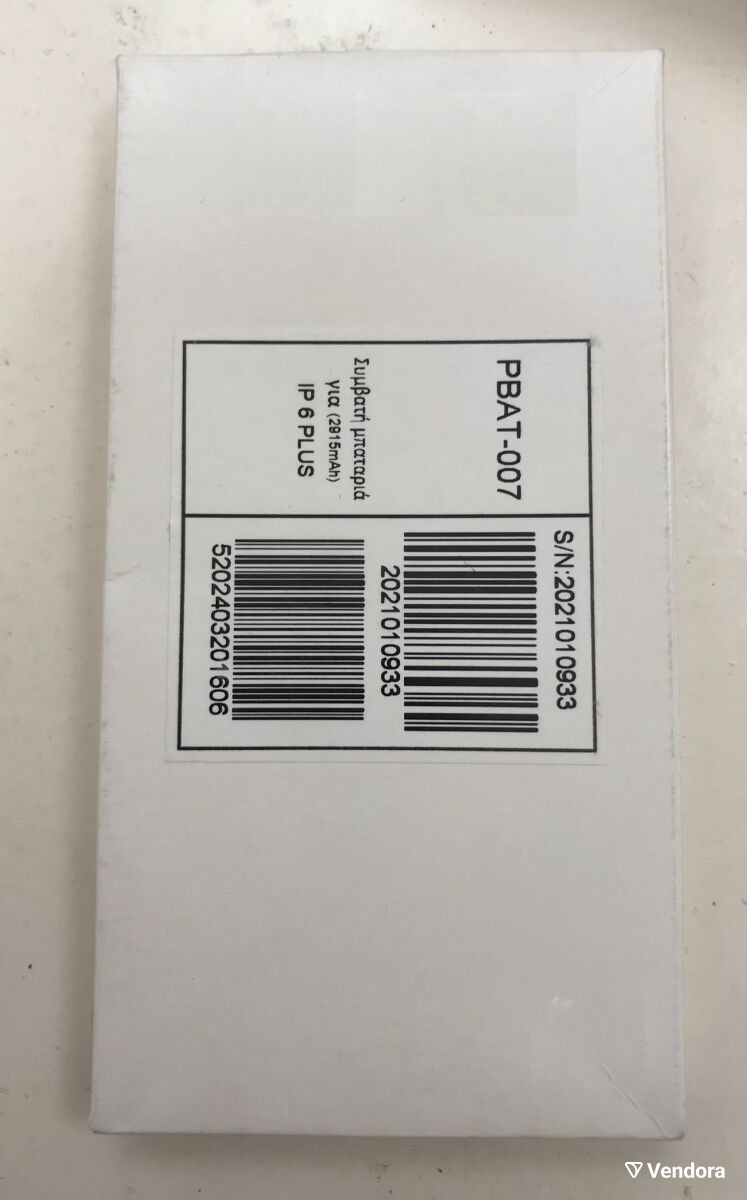 PBAT-007
Συμβατή μπαταριά
για (2915mAh)
IP 6 PLUS
S/N:2021010933
2021010933
5202403201606
Vendora